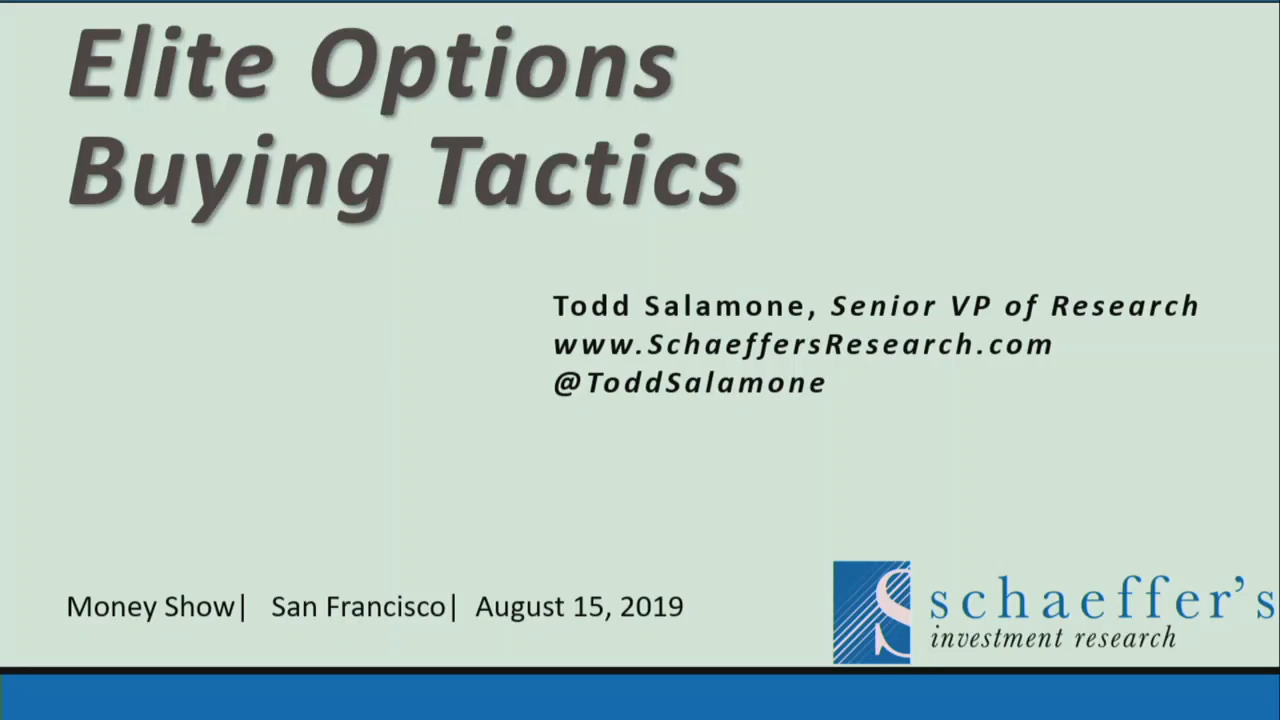 Elite Options
Buying Tactics
Todd Salamone, Senior VP of Research
www.SchaeffersResearch.com
@ToddSalamone
Money Show| San Francisco| August 15, 2019
schaeffer's
investment research